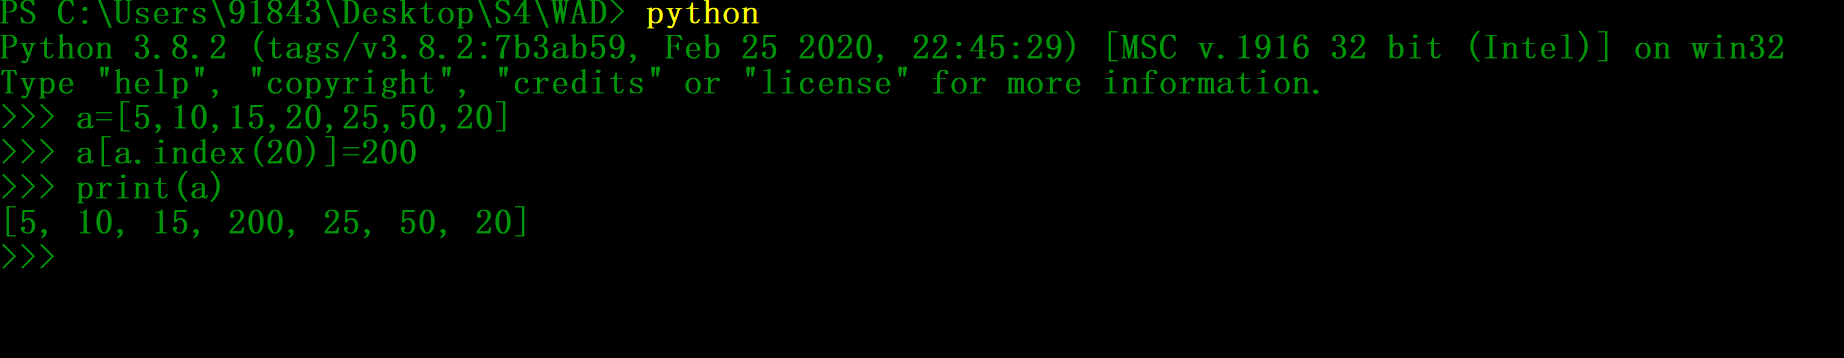 PS C:\Users\91843\Desktop\S4\WAD> python
Python 3.8.2 (tags/v3.8.2:7b3ab59, Feb 25 2020, 22:45:29) [MSC v.1916 32 bit (Intel)] on win32
Type "help", "copyright", "credits" or "license" for more information.
>>> a=[5,10,15,20,25,50,20]
>>> a[a.index(20)]=200
>>> print(a)
[5, 10, 15, 200, 25, 50, 20]
>>>